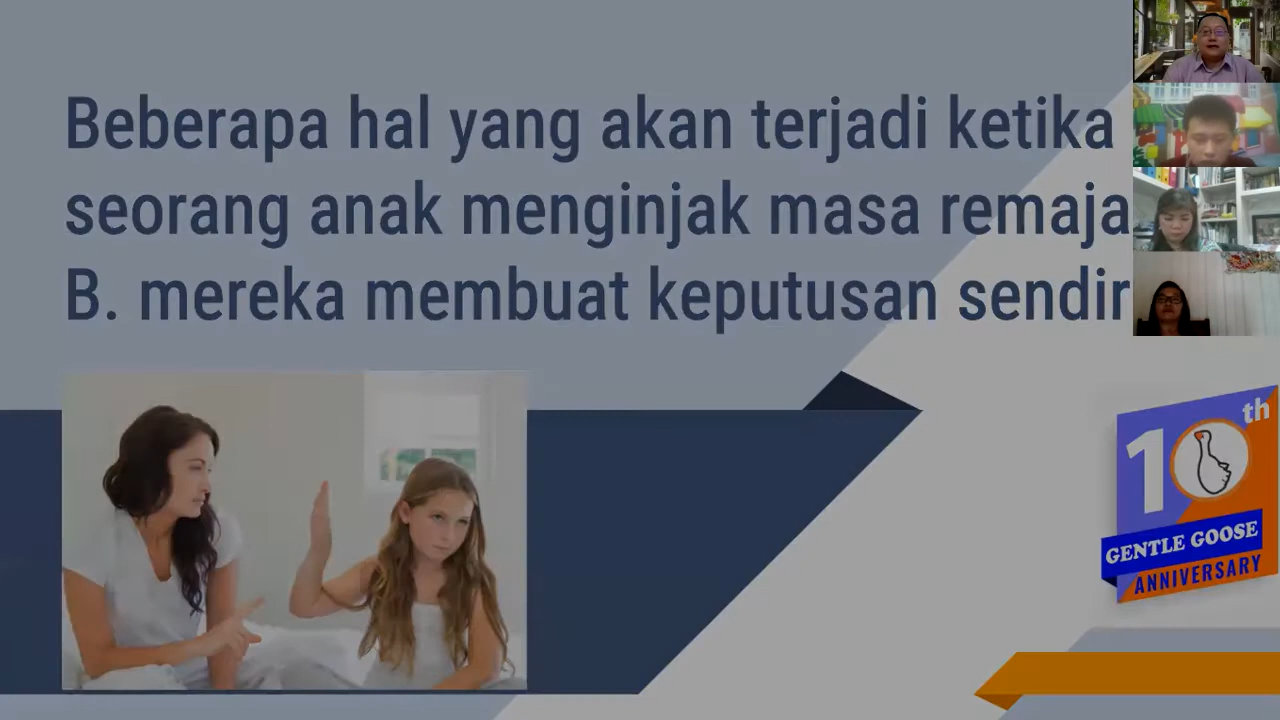 Beberapa hal yang akan terjadi ketika
seorang anak menginjak masa remaja
B. mereka membuat keputusan sendir
10th
GENTLE GOOSE
ANNIVERSARY